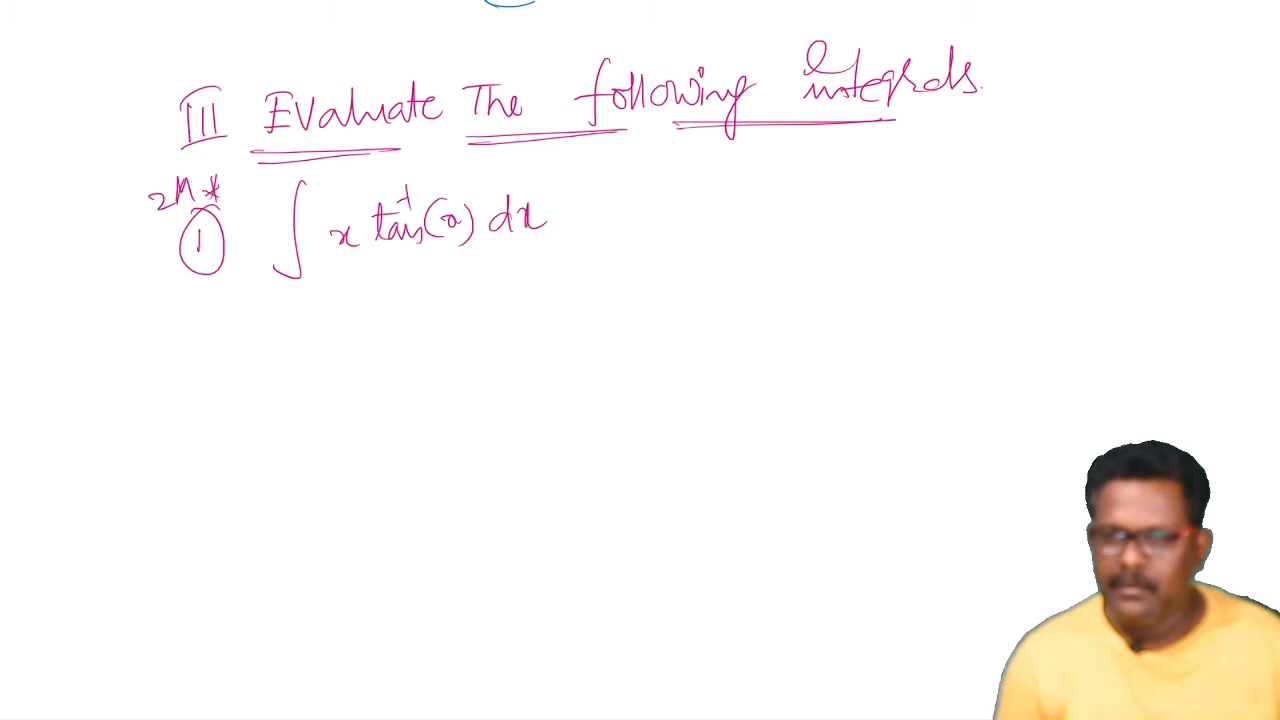 III Evaluate The following integrals.
2M *
1 ∫ x tan⁻¹(x) dx